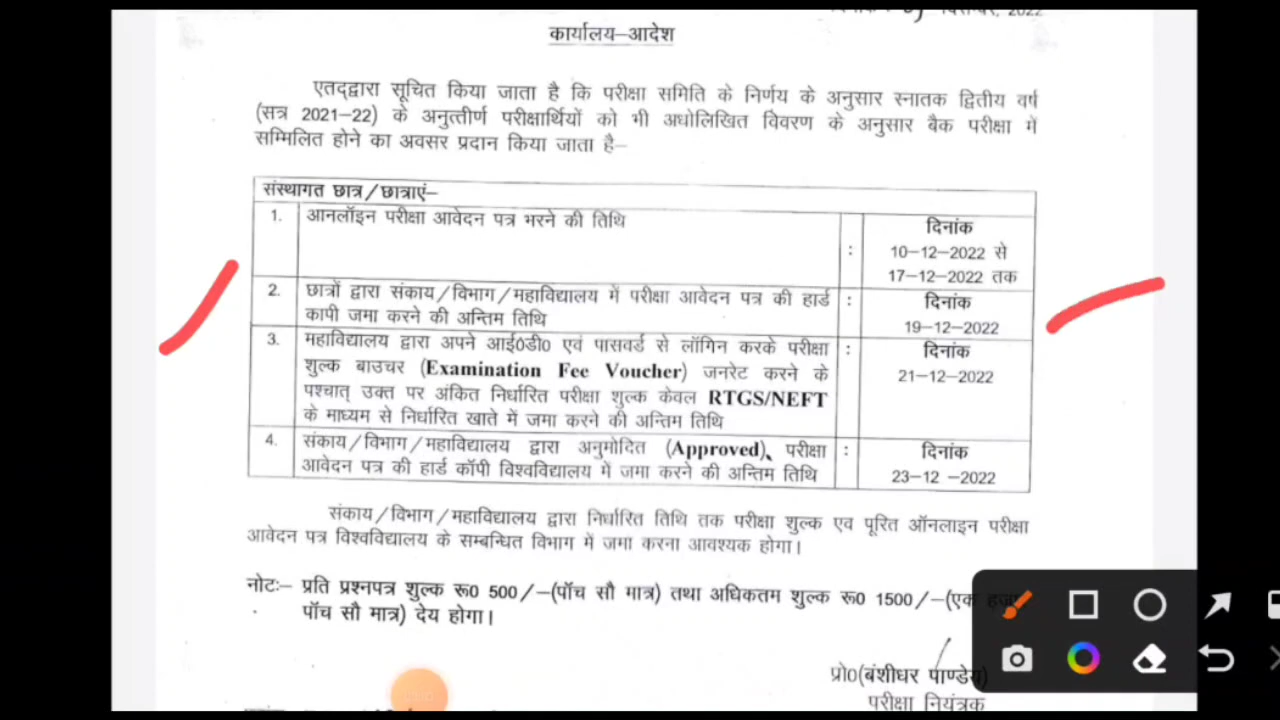 2022
कार्यालय–आदेश
एतद्द्वारा सूचित किया जाता है कि परीक्षा समिति के निर्णय के अनुसार स्नातक द्वितीय वर्ष
(सत्र 2021–22) के अनुत्तीर्ण परीक्षार्थियों को भी अधोलिखित विवरण के अनुसार बैक परीक्षा में
सम्मिलित होने का अवसर प्रदान किया जाता है–
संस्थागत छात्र/छात्राएं–
1. आनलॉइन परीक्षा आवेदन पत्र भरने की तिथि : दिनांक
10–12–2022 से
17–12–2022 तक
2. छात्रों द्वारा संकाय/विभाग/महाविद्यालय में परीक्षा आवेदन पत्र की हार्ड : दिनांक
कापी जमा करने की अन्तिम तिथि 19–12–2022
3. महाविद्यालय द्वारा अपने आई0डी0 एवं पासवर्ड से लॉगिन करके परीक्षा : दिनांक
शुल्क बाउचर (Examination Fee Voucher) जनरेट करने के 21–12–2022
पश्चात् उक्त पर अंकित निर्धारित परीक्षा शुल्क केवल RTGS/NEFT
के माध्यम से निर्धारित खाते में जमा करने की अन्तिम तिथि
4. संकाय/विभाग/महाविद्यालय द्वारा अनुमोदित (Approved) परीक्षा : दिनांक
आवेदन पत्र की हार्ड कॉपी विश्वविद्यालय में जमा करने की अन्तिम तिथि 23–12 –2022
संकाय/विभाग/महाविद्यालय द्वारा निर्धारित तिथि तक परीक्षा शुल्क एव पूरित ऑनलाइन परीक्षा
आवेदन पत्र विश्वविद्यालय के सम्बन्धित विभाग में जमा करना आवश्यक होगा।
नोटः– प्रति प्रश्नपत्र शुल्क रू0 500/–(पॉच सौ मात्र) तथा अधिकतम शुल्क रू0 1500/–(एक
पॉच सौ मात्र) देय होगा।
प्रो0(बंशीधर पाण्डेय)
परीक्षा नियंत्रक